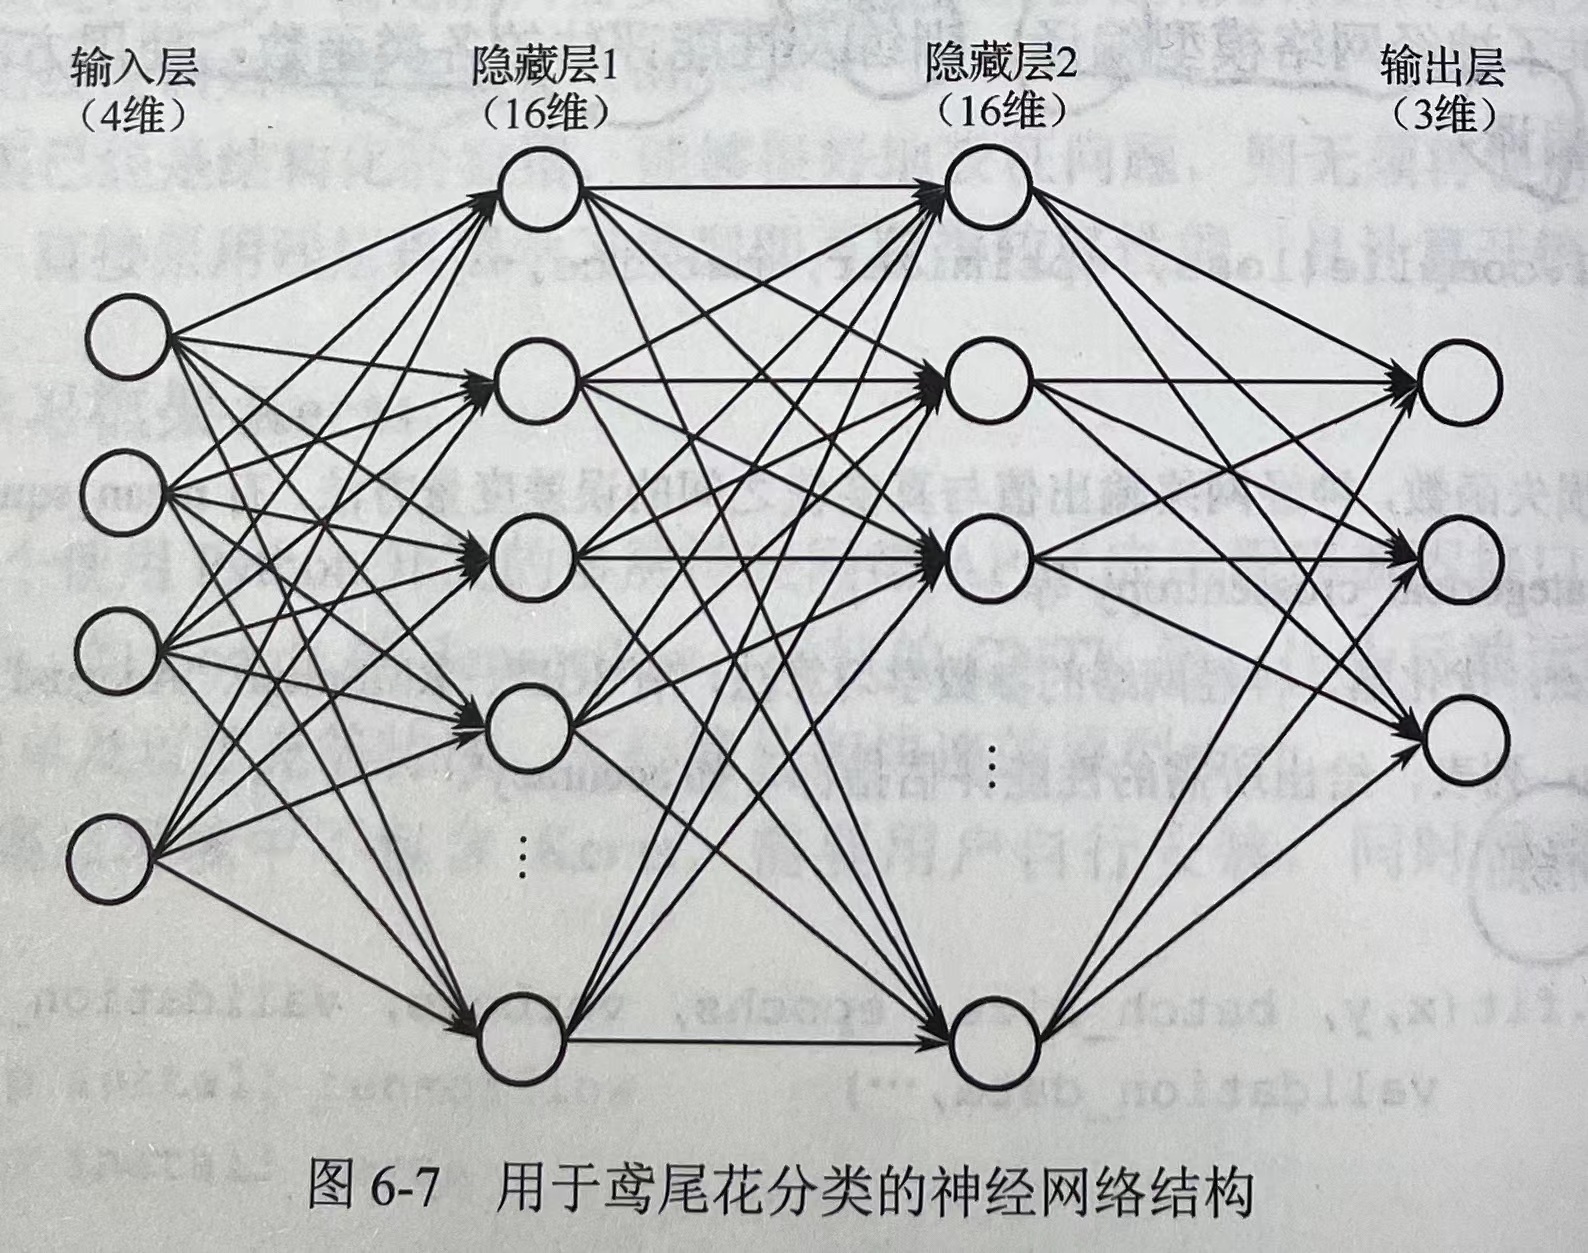 输入层
（4维）
隐藏层1
（16维）
隐藏层2
（16维）
输出层
（3维）
⋮
⋮
图 6-7 用于鸢尾花分类的神经网络结构